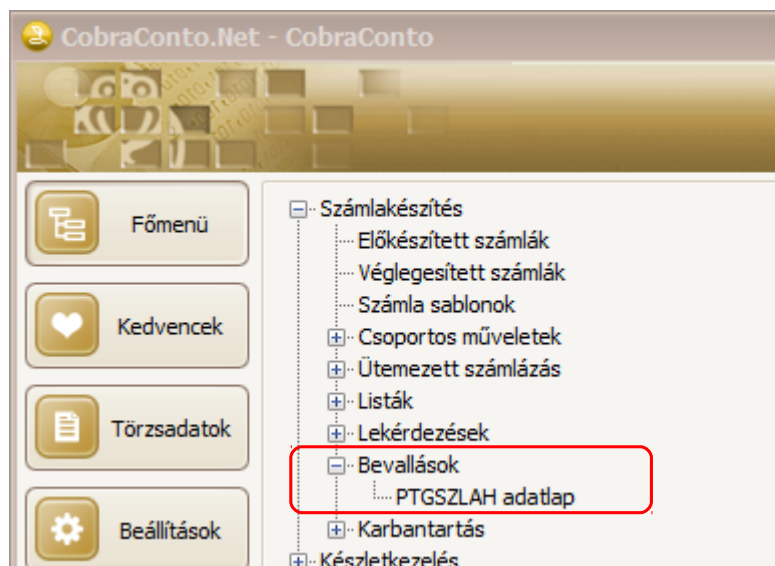 CobraConto.Net - CobraConto
Főmenü
Kedvencek
Törzsadatok
Beállítások
Számlakészítés
Előkészített számlák
Véglegesített számlák
Számla sablonok
Csoportos műveletek
Ütemezett számlázás
Listák
Lekérdezések
Bevallások
PTGSZLAH adatlap
Karbantartás
Készletkezelés